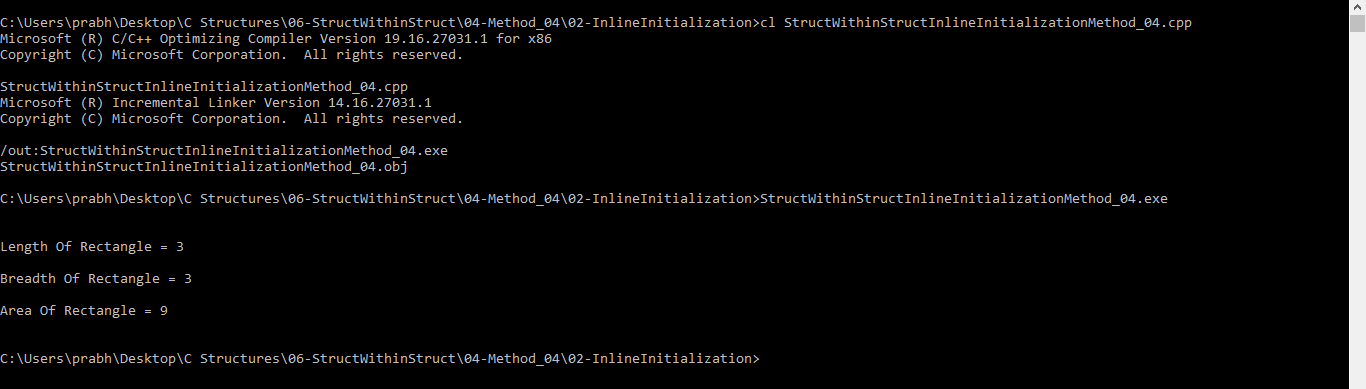 C:\Users\prabh\Desktop\C Structures\06-StructWithinStruct\04-Method_04\02-InlineInitialization>cl StructWithinStructInlineInitializationMethod_04.cpp
Microsoft (R) C/C++ Optimizing Compiler Version 19.16.27031.1 for x86
Copyright (C) Microsoft Corporation.  All rights reserved.
StructWithinStructInlineInitializationMethod_04.cpp
Microsoft (R) Incremental Linker Version 14.16.27031.1
Copyright (C) Microsoft Corporation.  All rights reserved.
/out:StructWithinStructInlineInitializationMethod_04.exe
StructWithinStructInlineInitializationMethod_04.obj
C:\Users\prabh\Desktop\C Structures\06-StructWithinStruct\04-Method_04\02-InlineInitialization>StructWithinStructInlineInitializationMethod_04.exe
Length Of Rectangle = 3
Breadth Of Rectangle = 3
Area Of Rectangle = 9
C:\Users\prabh\Desktop\C Structures\06-StructWithinStruct\04-Method_04\02-InlineInitialization>